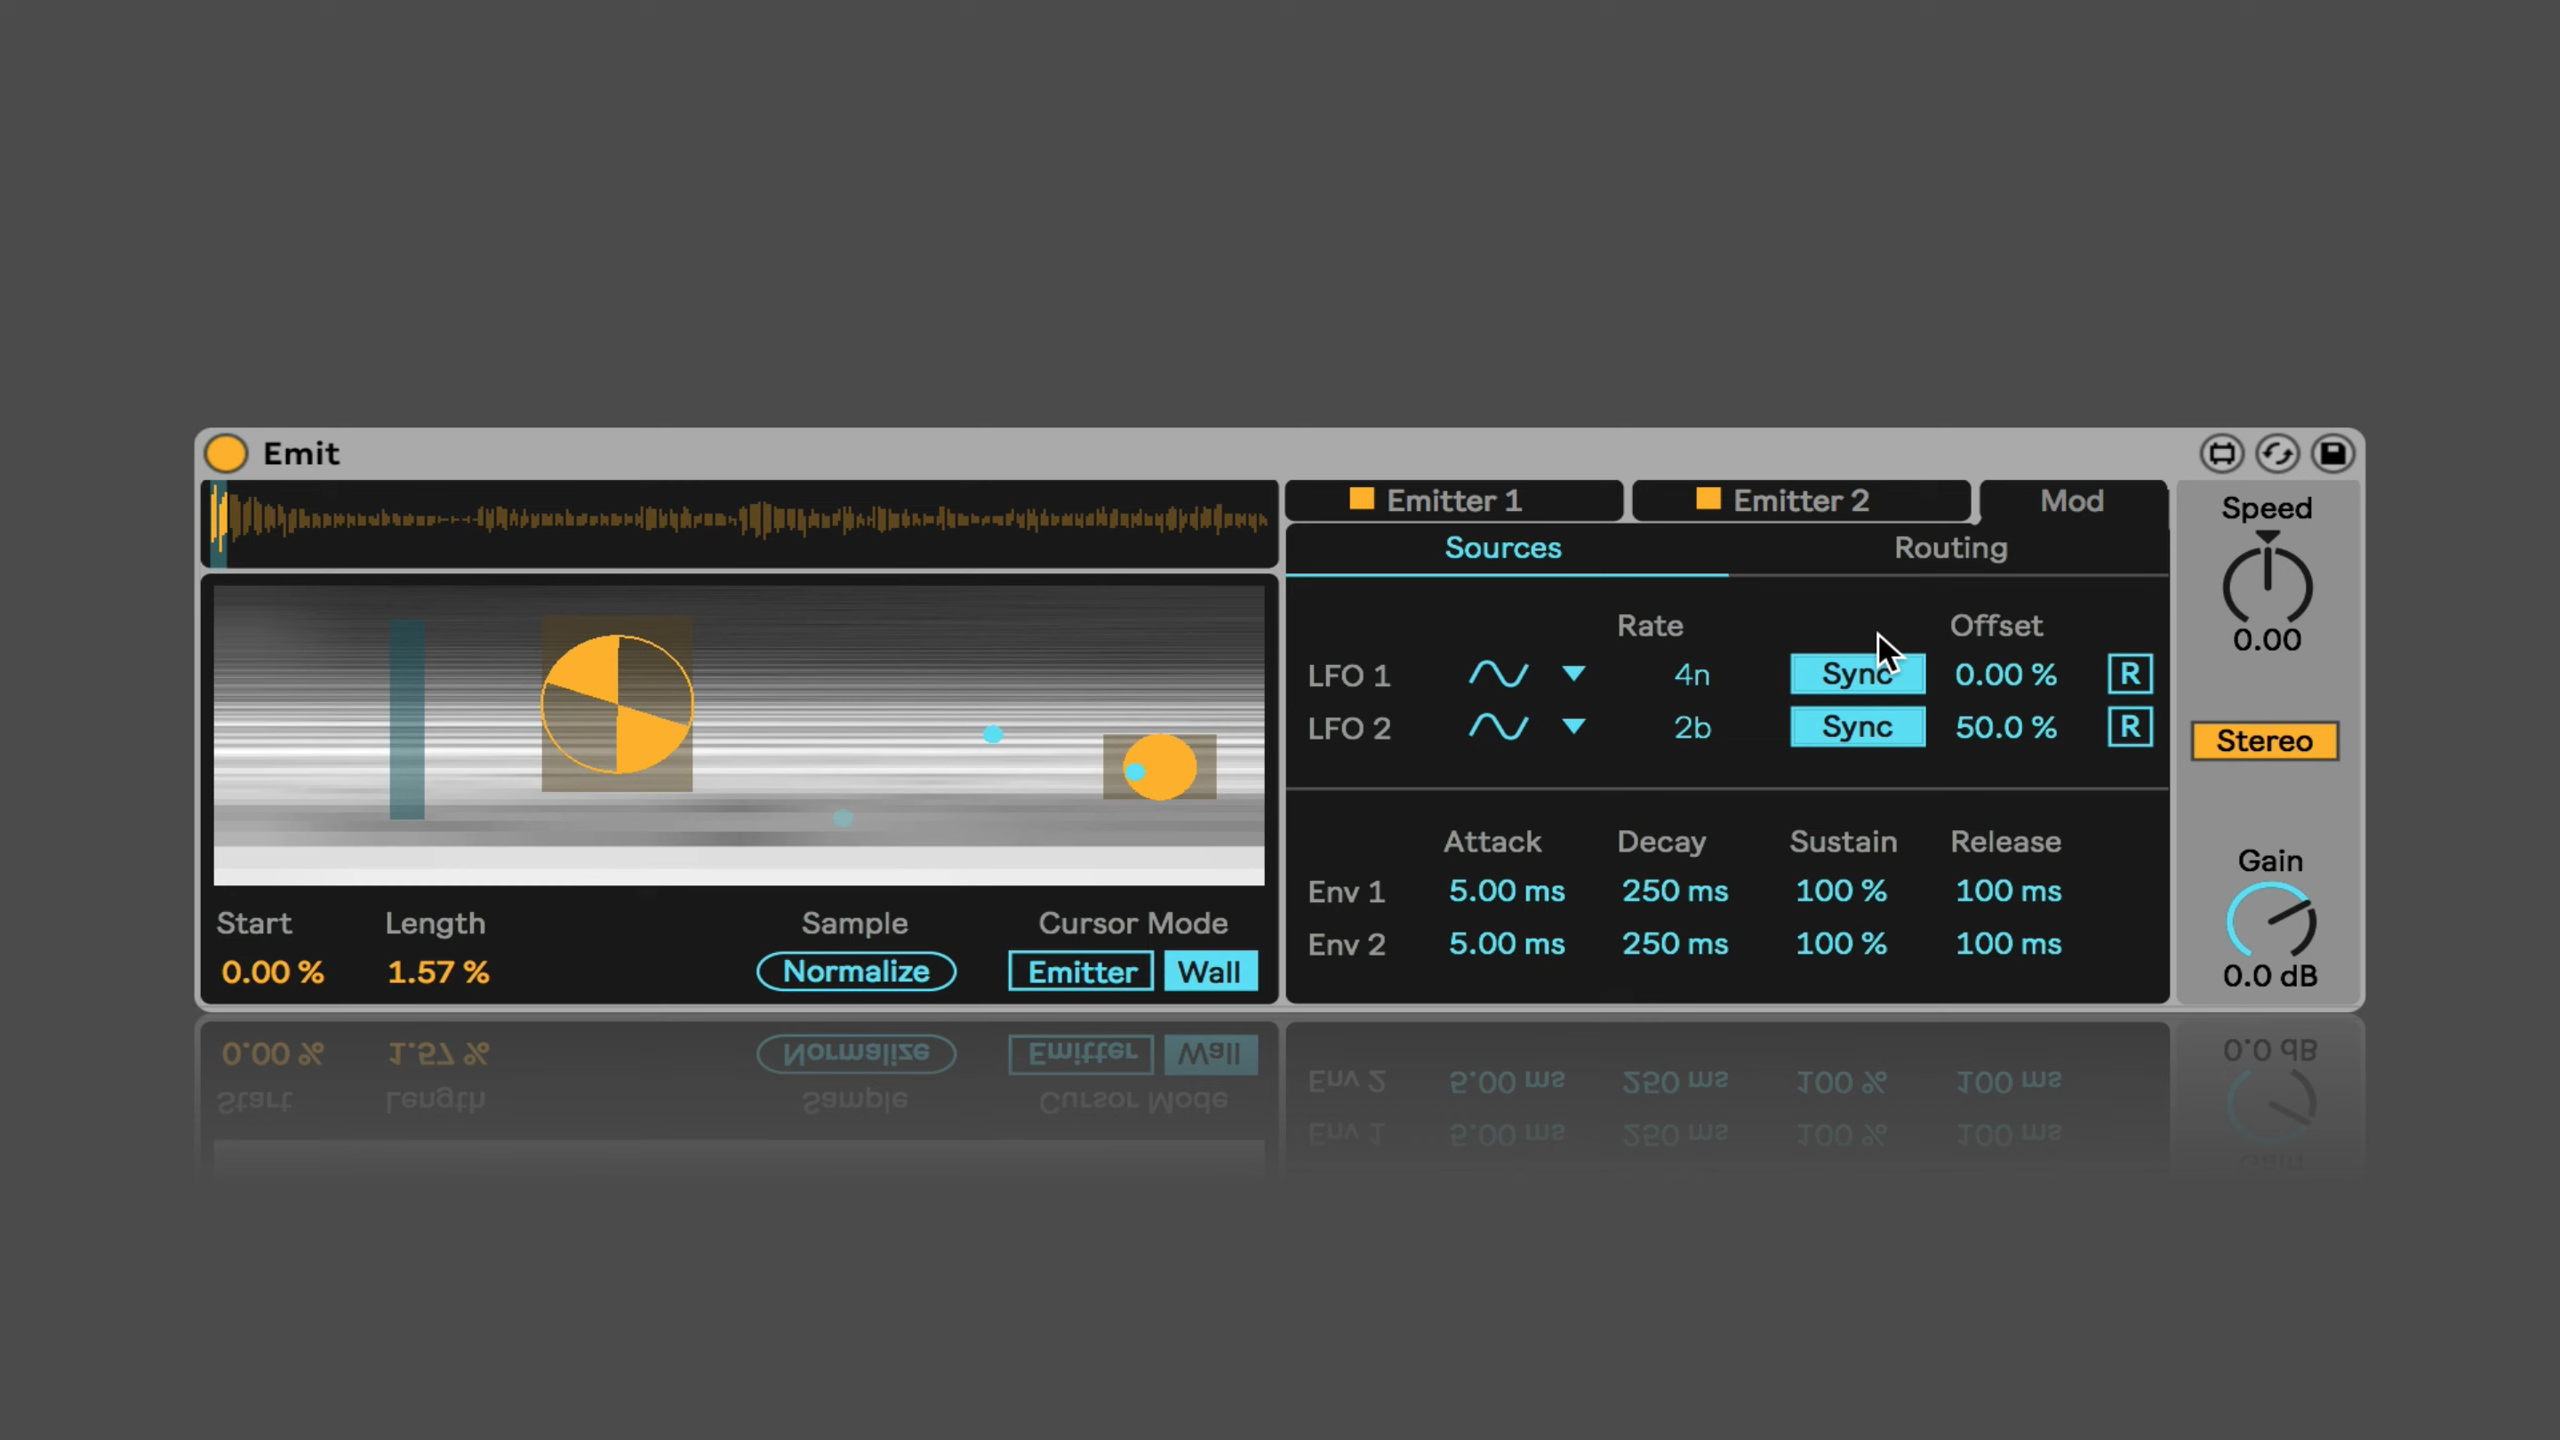 Emit
Emitter 1 Emitter 2 Mod
Sources Routing
Speed
0.00
Rate Offset
LFO 1 4n Sync 0.00 % R
LFO 2 2b Sync 50.0 % R
Stereo
Attack Decay Sustain Release
Env 1 5.00 ms 250 ms 100 % 100 ms
Env 2 5.00 ms 250 ms 100 % 100 ms
Gain
0.0 dB
Start Length Sample Cursor Mode
0.00 % 1.57 % Normalize Emitter Wall